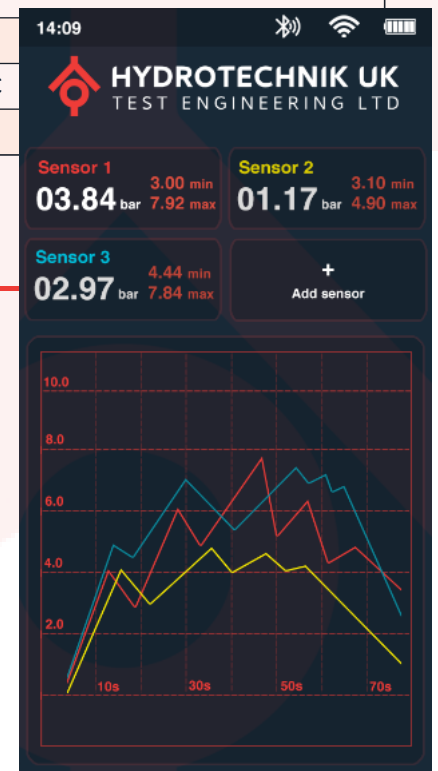 14:09
HYDROTECHNIK UK
TEST ENGINEERING LTD
Sensor 1
03.84 bar
3.00 min
7.92 max
Sensor 2
01.17 bar
3.10 min
4.90 max
Sensor 3
02.97 bar
4.44 min
7.84 max
+
Add sensor
10.0
8.0
6.0
4.0
2.0
10s 30s 50s 70s